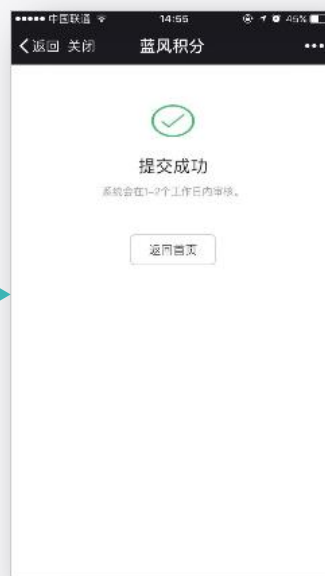 中国联通 14:55 45%
返回 关闭 蓝风积分
提交成功
系统会在1-2个工作日内审核。
返回首页